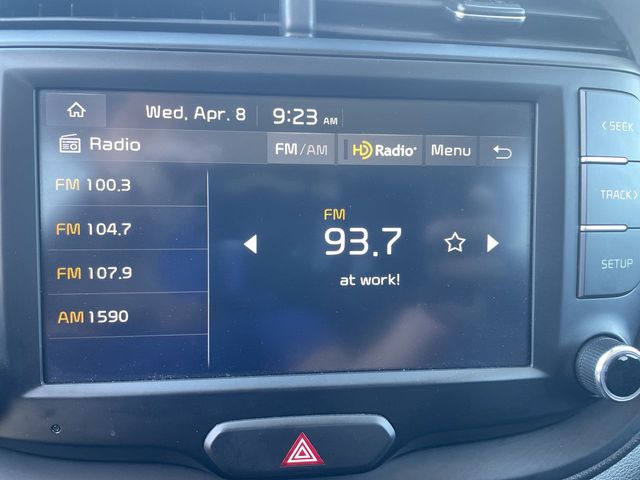 Wed, Apr. 8 9:23 AM
Radio FM/AM HD Radio Menu
FM 100.3
FM 104.7
FM 107.9
AM 1590
FM
93.7
at work!
< SEEK
TRACK >
SETUP